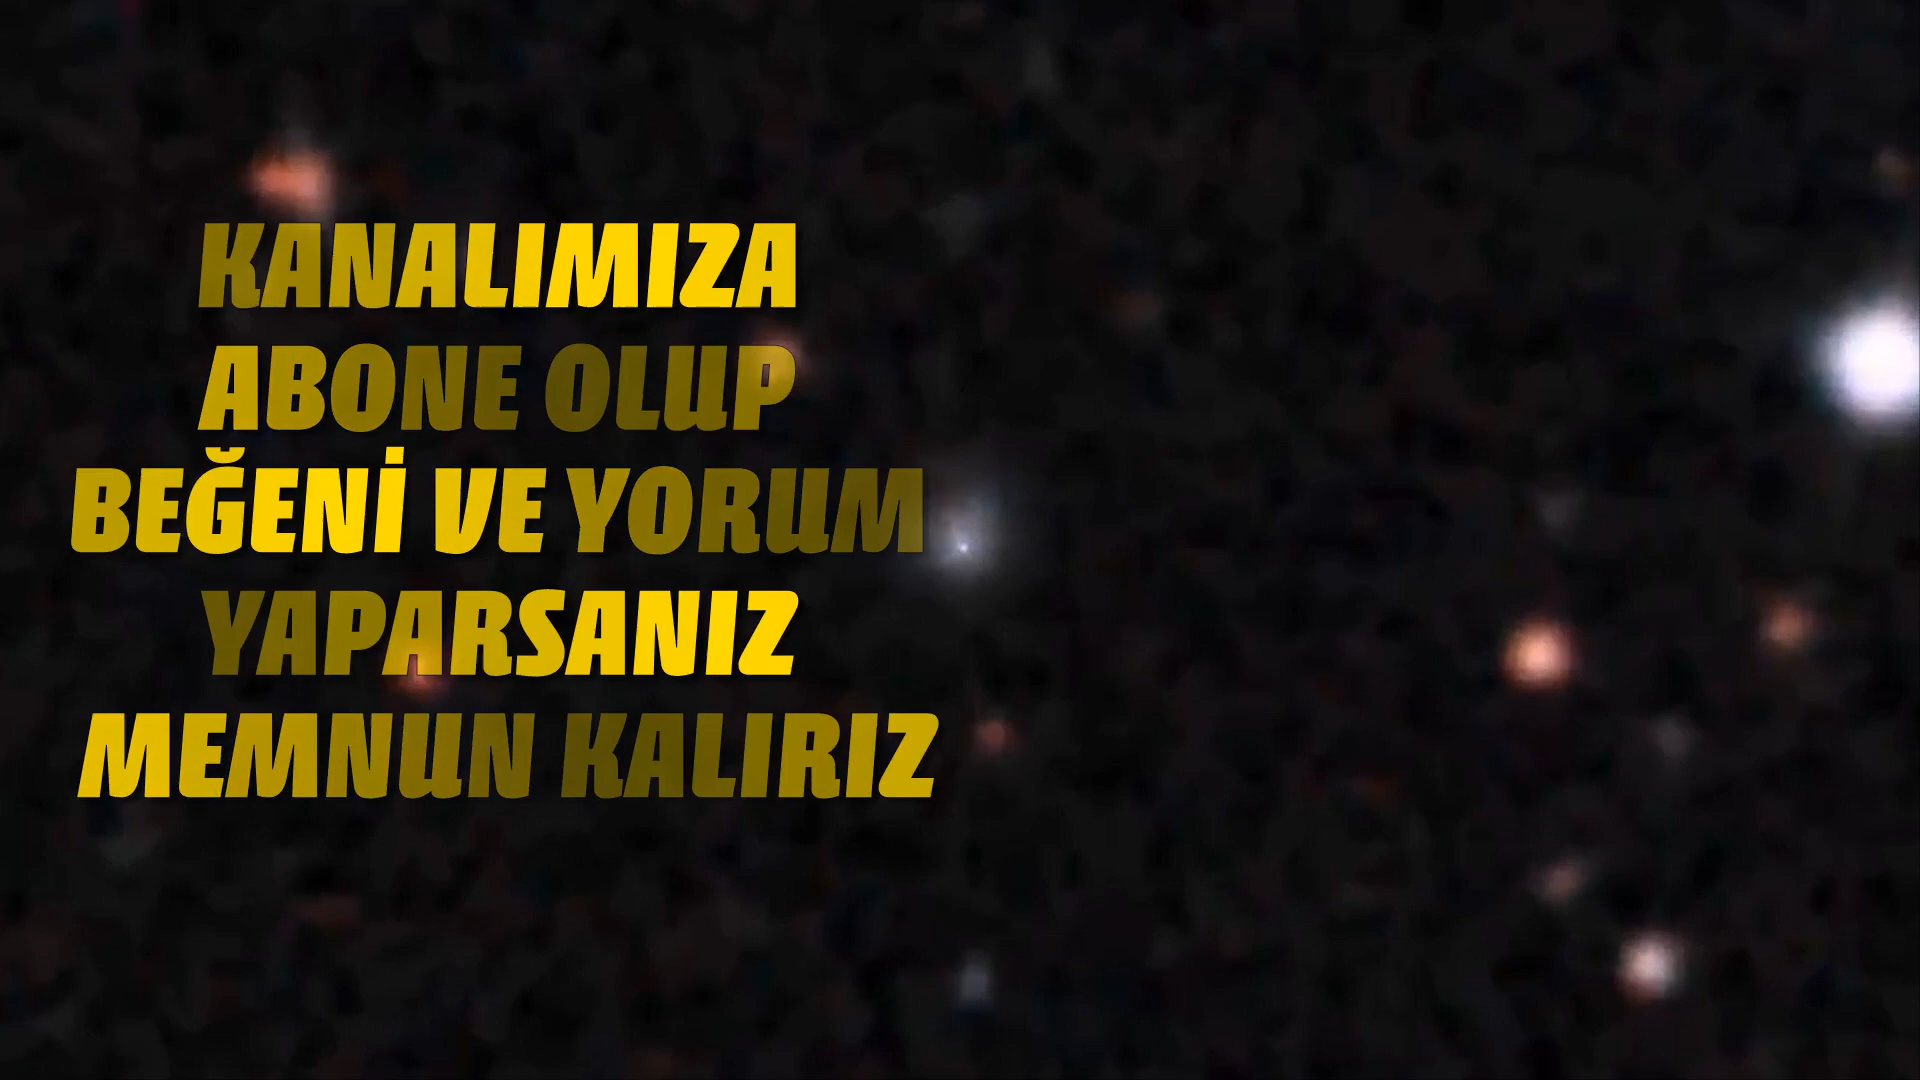 KANALIMIZA
ABONE OLUP
BEĞENİ VE YORUM
YAPARSANIZ
MEMNUN KALIRIZ